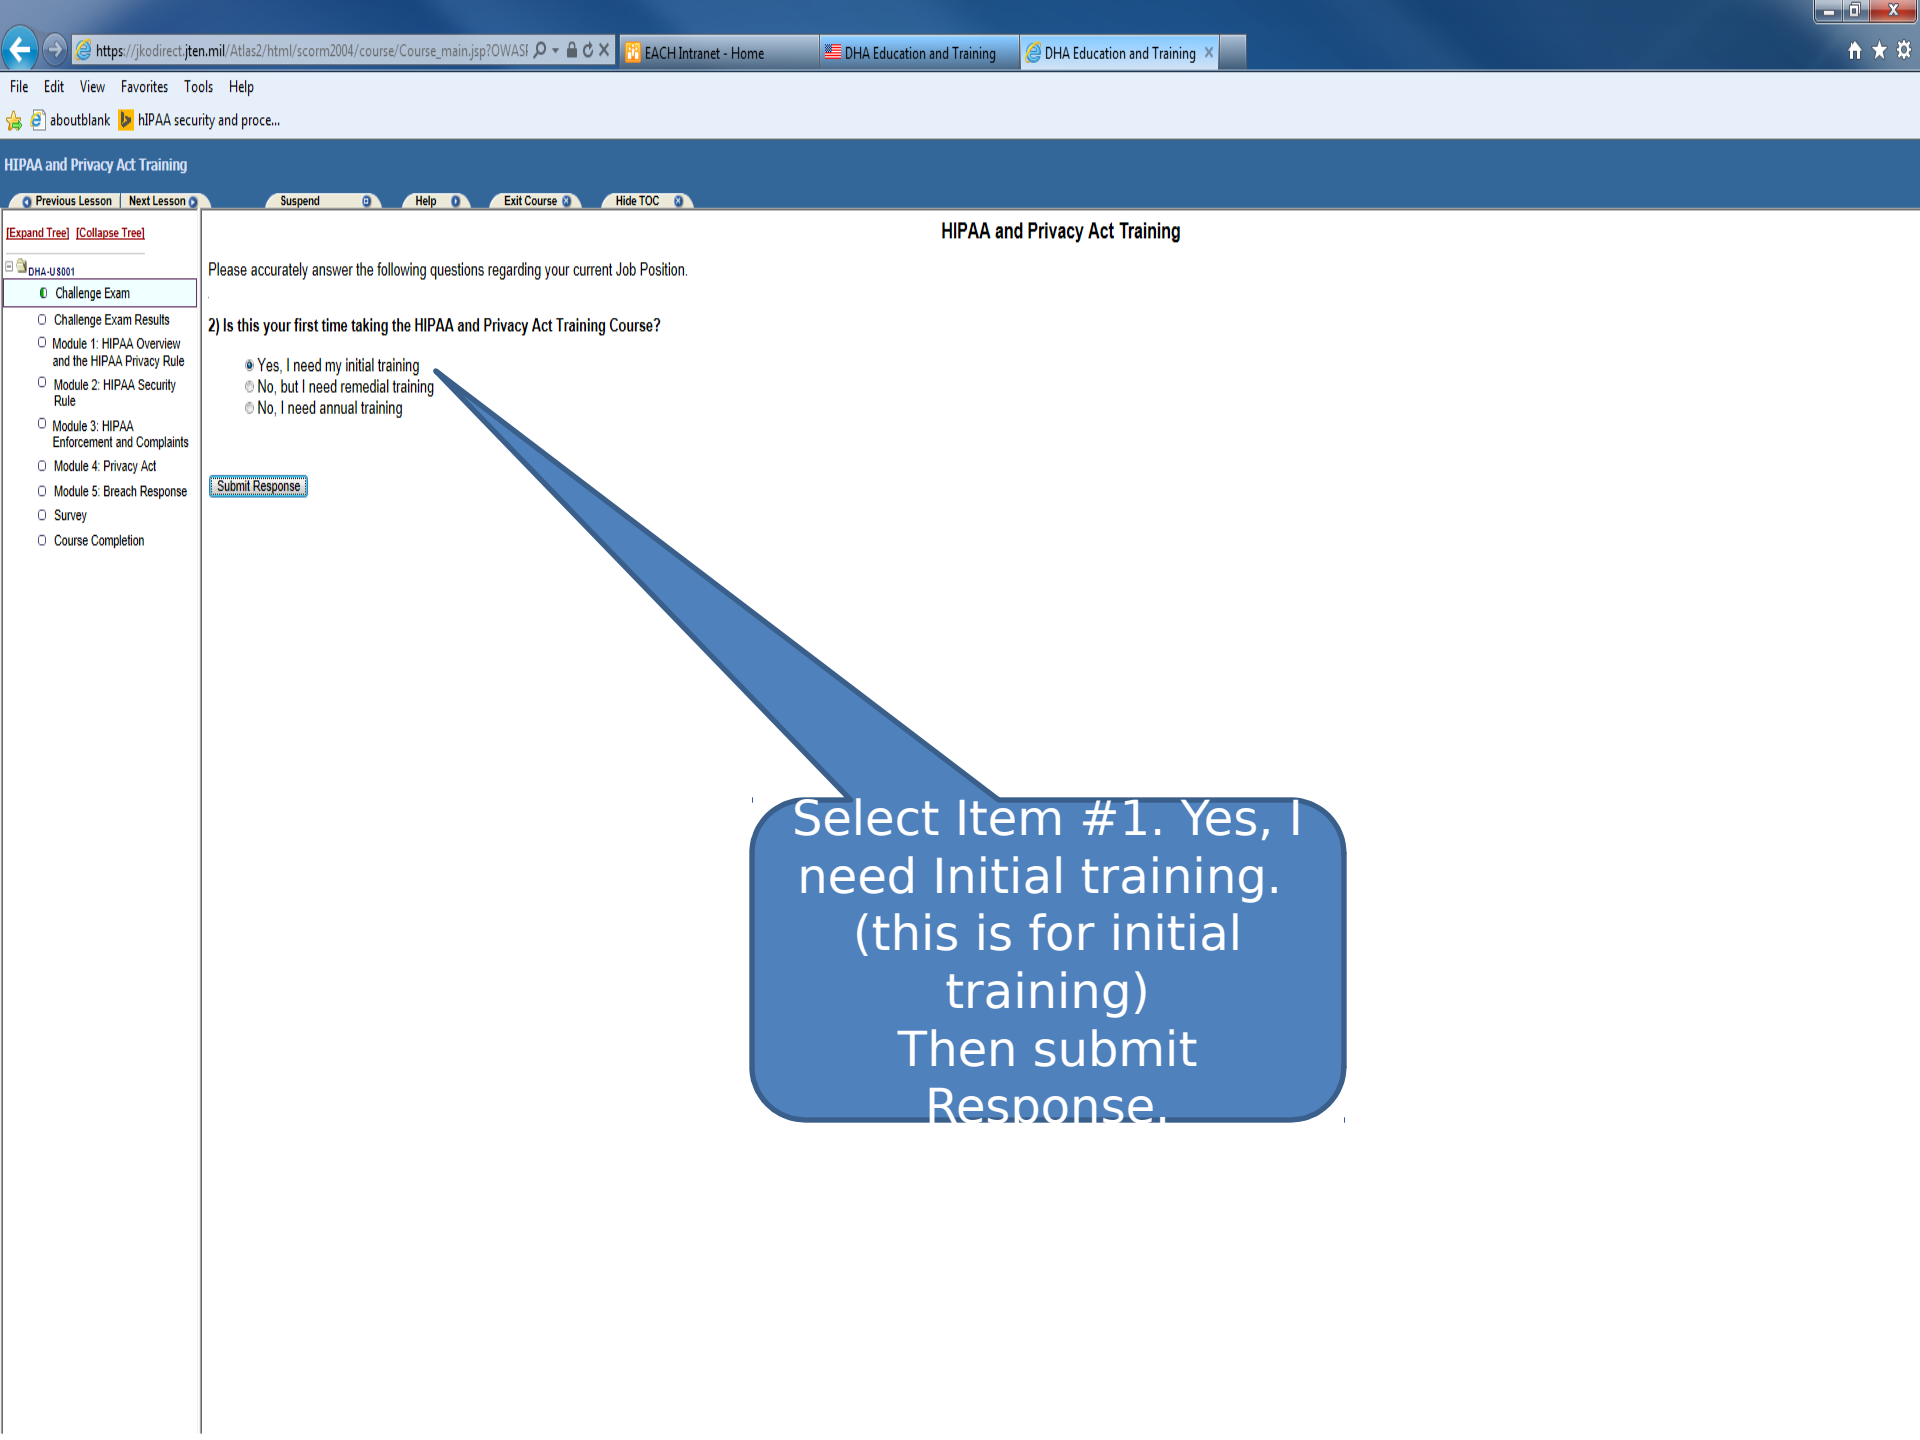 https://jkodirect.jten.mil/Atlas2/html/scorm2004/course/Course_main.jsp?OWASP
EACH Intranet - Home
DHA Education and Training
DHA Education and Training
File Edit View Favorites Tools Help
aboutblank hIPAA security and proce...
HIPAA and Privacy Act Training
Previous Lesson Next Lesson Suspend Help Exit Course Hide TOC
[Expand Tree] [Collapse Tree]
DHA-US001
Challenge Exam
Challenge Exam Results
Module 1: HIPAA Overview
and the HIPAA Privacy Rule
Module 2: HIPAA Security
Rule
Module 3: HIPAA
Enforcement and Complaints
Module 4: Privacy Act
Module 5: Breach Response
Survey
Course Completion
HIPAA and Privacy Act Training
Please accurately answer the following questions regarding your current Job Position.
2) Is this your first time taking the HIPAA and Privacy Act Training Course?
Yes, I need my initial training
No, but I need remedial training
No, I need annual training
Submit Response
Select Item #1. Yes, I
need Initial training.
(this is for initial
training)
Then submit
Response.